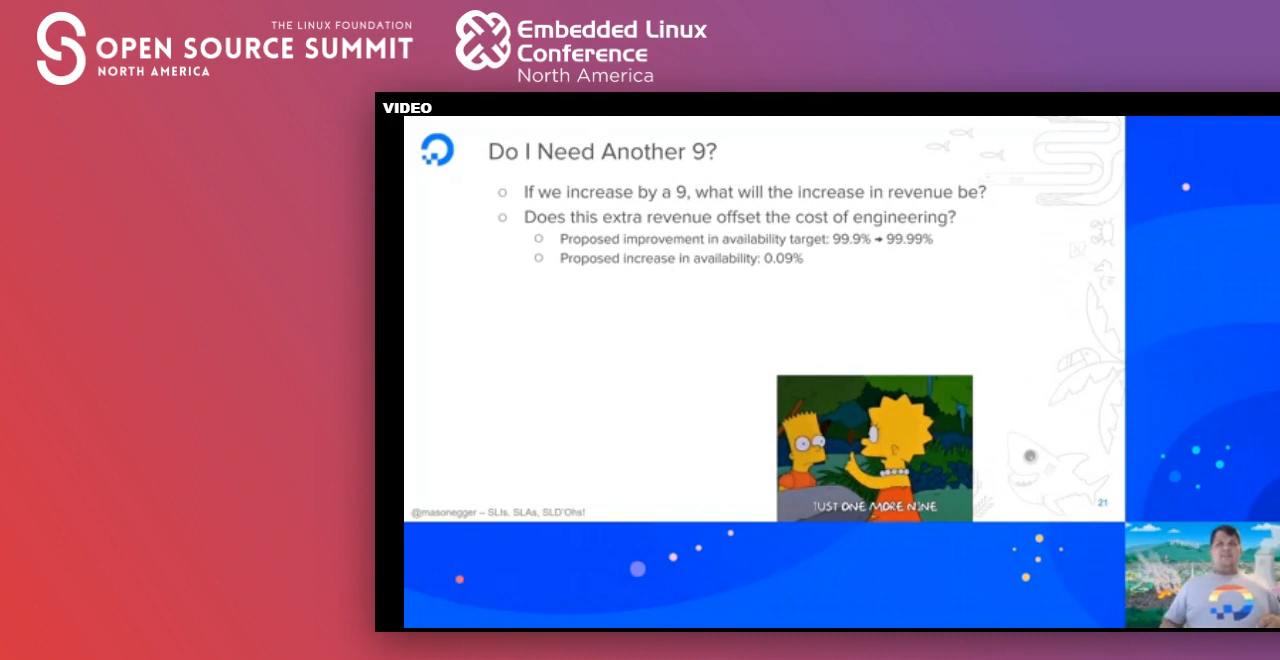 THE LINUX FOUNDATION
OPEN SOURCE SUMMIT
NORTH AMERICA
Embedded Linux
Conference
North America
VIDEO
Do I Need Another 9?
If we increase by a 9, what will the increase in revenue be?
Does this extra revenue offset the cost of engineering?
Proposed improvement in availability target: 99.9% → 99.99%
Proposed increase in availability: 0.09%
JUST ONE MORE NINE
@masonegger – SLIs, SLAs, SLD'Ohs!
21